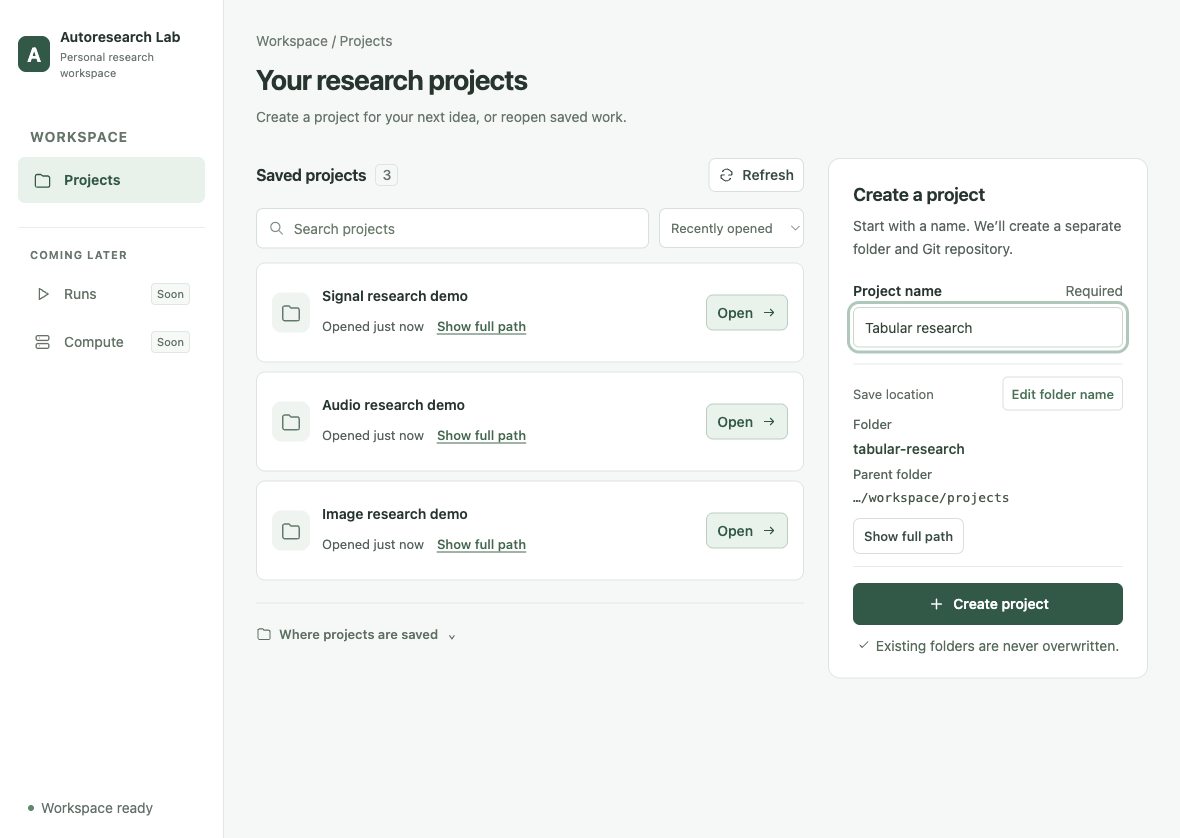 A
Autoresearch Lab
Personal research
workspace
WORKSPACE
Projects
COMING LATER
Runs
Soon
Compute
Soon
Workspace ready
Workspace / Projects
Your research projects
Create a project for your next idea, or reopen saved work.
Saved projects 3
Refresh
Search projects
Recently opened
Signal research demo
Opened just now Show full path
Open
Audio research demo
Opened just now Show full path
Open
Image research demo
Opened just now Show full path
Open
Where projects are saved
Create a project
Start with a name. We’ll create a separate
folder and Git repository.
Project name Required
Tabular research
Save location
Edit folder name
Folder
tabular-research
Parent folder
…/workspace/projects
Show full path
Create project
Existing folders are never overwritten.